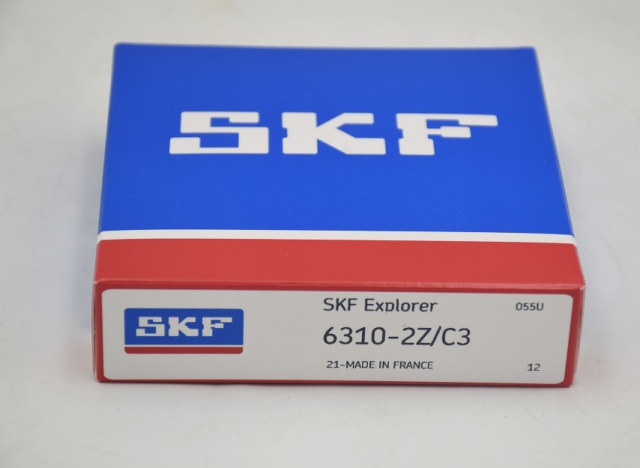 SKF
SKF
SKF Explorer
055U
6310-2Z/C3
21-MADE IN FRANCE
12